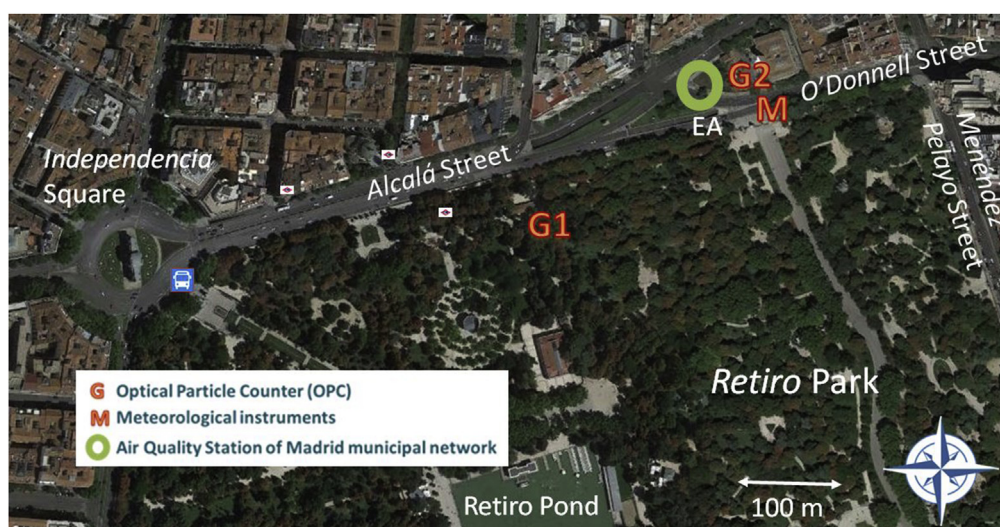 Independencia
Square
Alcalá Street
G2
M
EA
O'Donnell Street
Menéndez
Pelayo Street
G1
Retiro Park
G Optical Particle Counter (OPC)
M Meteorological instruments
Air Quality Station of Madrid municipal network
Retiro Pond
100 m